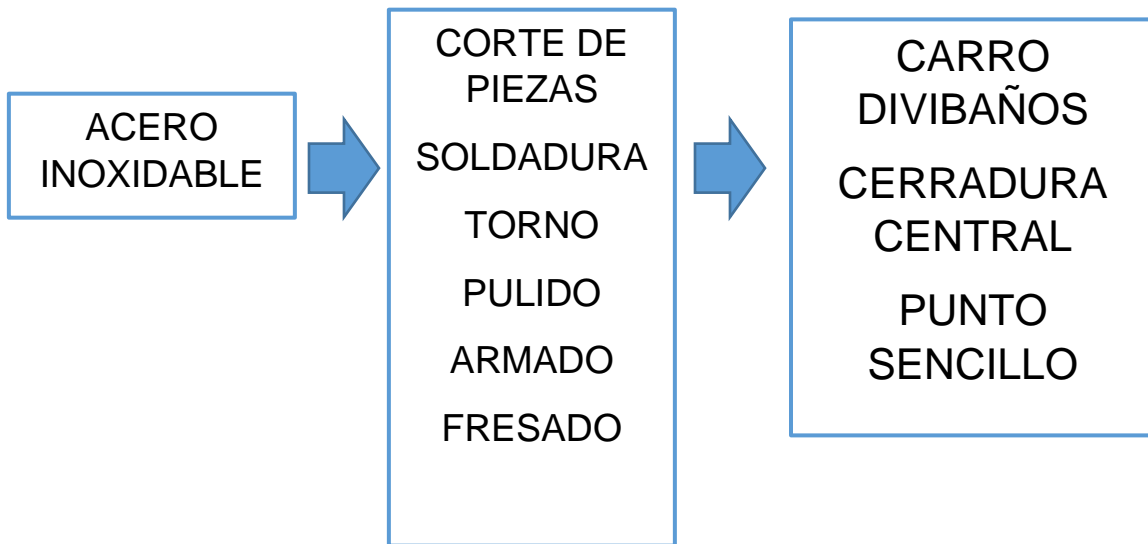 ACERO
INOXIDABLE
CORTE DE
PIEZAS
SOLDADURA
TORNO
PULIDO
ARMADO
FRESADO
CARRO
DIVIBAÑOS
CERRADURA
CENTRAL
PUNTO
SENCILLO